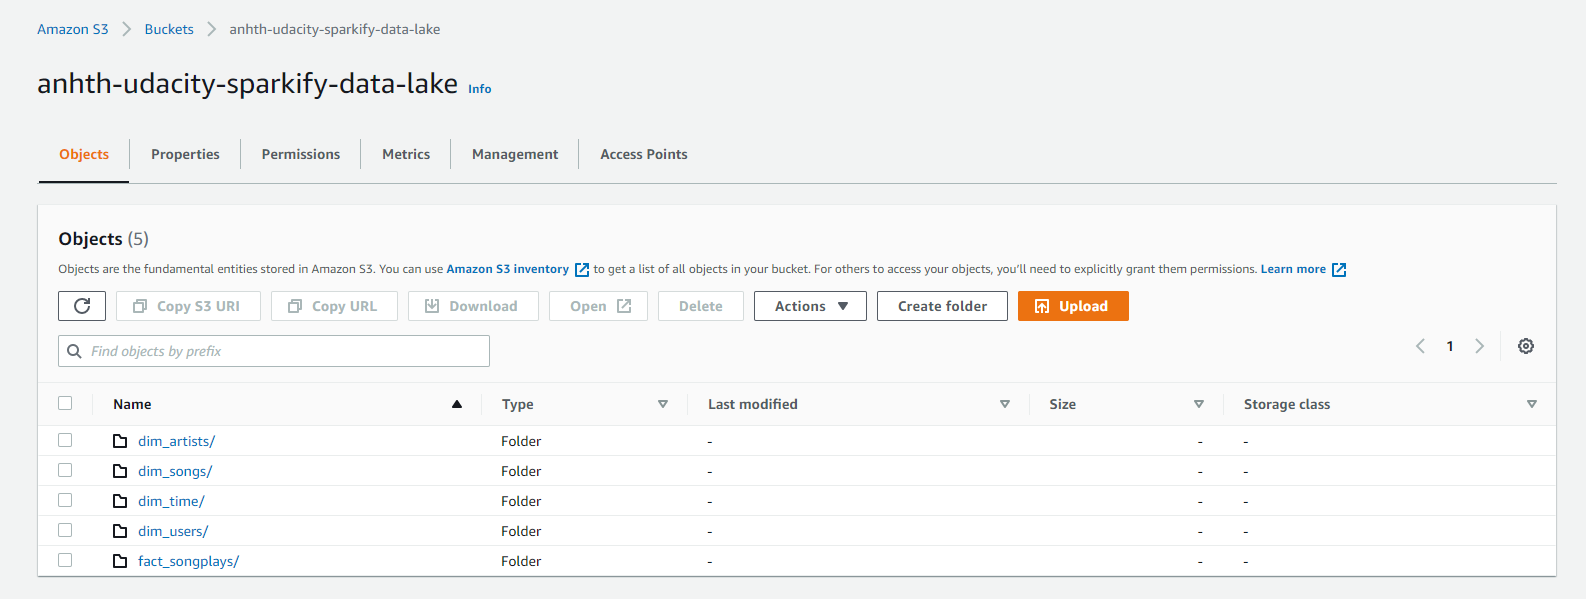 Amazon S3 > Buckets > anhth-udacity-sparkify-data-lake
anhth-udacity-sparkify-data-lake Info
Objects Properties Permissions Metrics Management Access Points
Objects (5)
Objects are the fundamental entities stored in Amazon S3. You can use Amazon S3 inventory to get a list of all objects in your bucket. For others to access your objects, you'll need to explicitly grant them permissions. Learn more
Copy S3 URI Copy URL Download Open Delete Actions Create folder Upload
Find objects by prefix 1
Name Type Last modified Size Storage class
dim_artists/ Folder - - -
dim_songs/ Folder - - -
dim_time/ Folder - - -
dim_users/ Folder - - -
fact_songplays/ Folder - - -